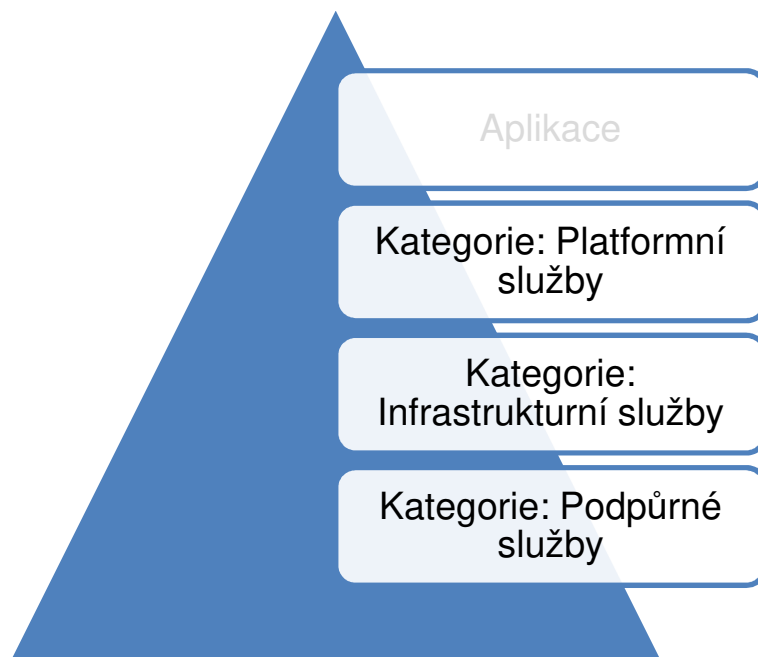 Aplikace
Kategorie: Platformní
služby
Kategorie:
Infrastrukturní služby
Kategorie: Podpůrné
služby